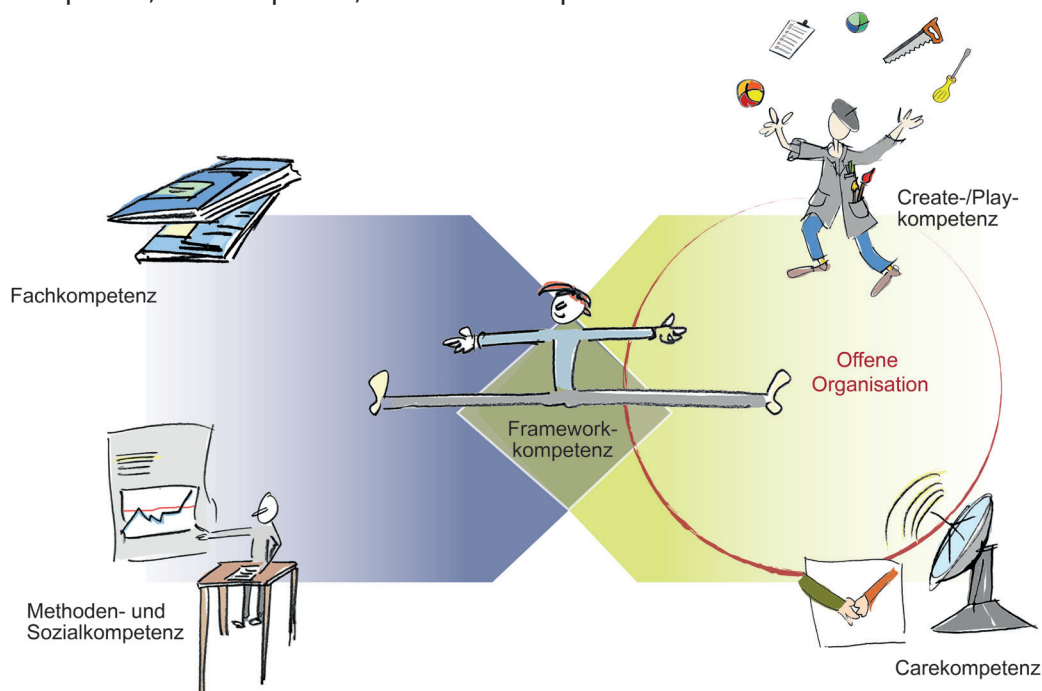 Create-/Play-
kompetenz
Fachkompetenz
Offene
Organisation
Framework-
kompetenz
Methoden- und
Sozialkompetenz
Carekompetenz